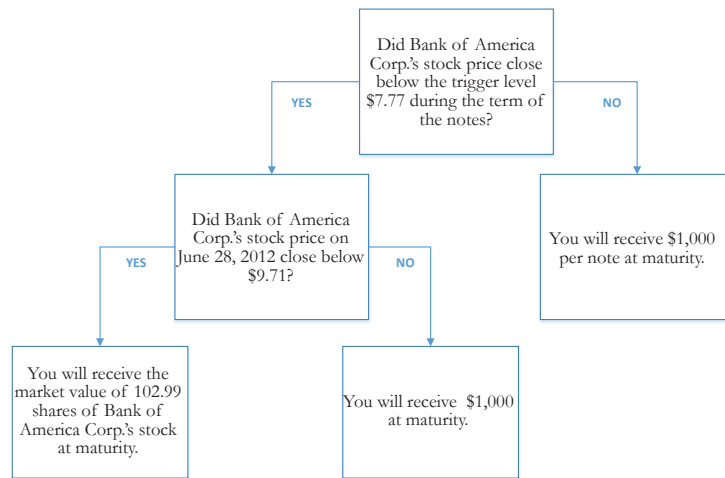 Did Bank of America
Corp.'s stock price close
below the trigger level
$7.77 during the term of
the notes?
YES
NO
Did Bank of America
Corp.'s stock price on
June 28, 2012 close below
$9.71?
You will receive $1,000
per note at maturity.
YES
NO
You will receive the
market value of 102.99
shares of Bank of
America Corp.'s stock
at maturity.
You will receive $1,000
at maturity.